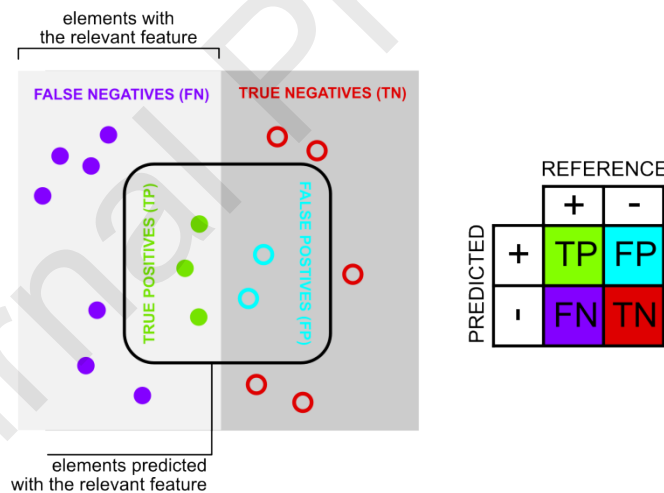 elements with
the relevant feature
FALSE NEGATIVES (FN)
TRUE NEGATIVES (TN)
TRUE POSITIVES (TP)
FALSE POSTIVES (FP)
elements predicted
with the relevant feature
REFERENCE
+ -
PREDICTED
+ TP FP
- FN TN